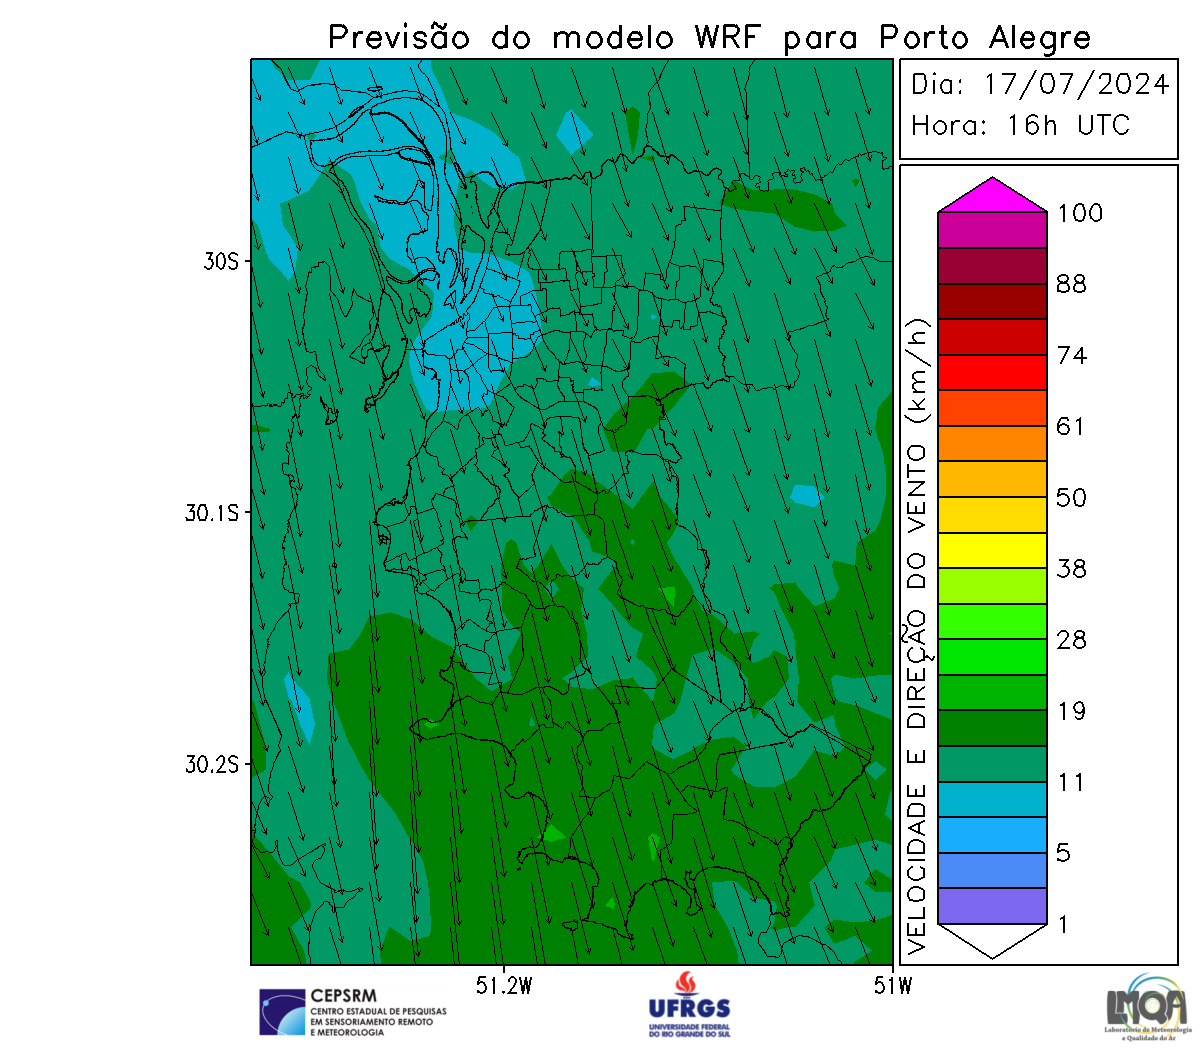 Previsão do modelo WRF para Porto Alegre
Dia: 17/07/2024
Hora: 16h UTC
100
88
74
61
50
38
28
19
11
5
1
VELOCIDADE E DIREÇÃO DO VENTO (km/h)
30S
30.1S
30.2S
51.2W
51W
CEPSRM
CENTRO ESTADUAL DE PESQUISAS
EM SENSORIAMENTO REMOTO
E METEOROLOGIA
UFRGS
UNIVERSIDADE FEDERAL
DO RIO GRANDE DO SUL
LMQA
Laboratório de Meteorologia
e Qualidade do Ar